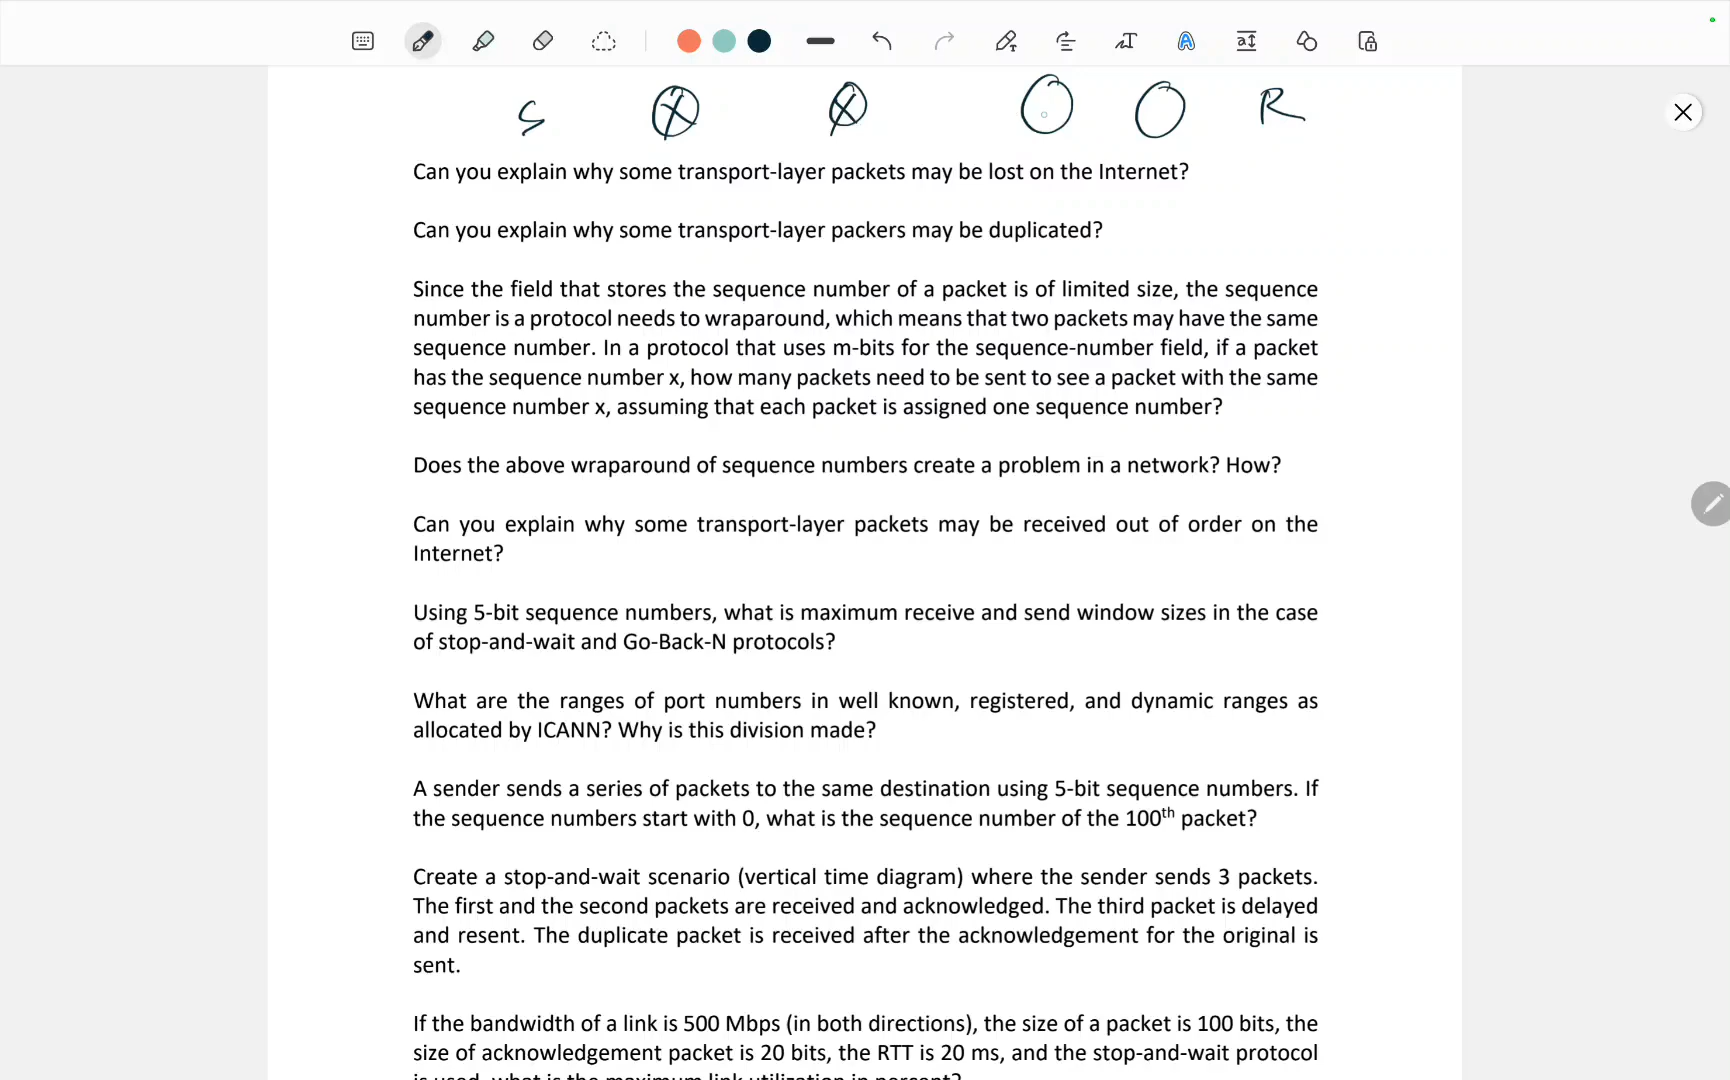 S R
Can you explain why some transport-layer packets may be lost on the Internet?
Can you explain why some transport-layer packers may be duplicated?
Since the field that stores the sequence number of a packet is of limited size, the sequence
number is a protocol needs to wraparound, which means that two packets may have the same
sequence number. In a protocol that uses m-bits for the sequence-number field, if a packet
has the sequence number x, how many packets need to be sent to see a packet with the same
sequence number x, assuming that each packet is assigned one sequence number?
Does the above wraparound of sequence numbers create a problem in a network? How?
Can you explain why some transport-layer packets may be received out of order on the
Internet?
Using 5-bit sequence numbers, what is maximum receive and send window sizes in the case
of stop-and-wait and Go-Back-N protocols?
What are the ranges of port numbers in well known, registered, and dynamic ranges as
allocated by ICANN? Why is this division made?
A sender sends a series of packets to the same destination using 5-bit sequence numbers. If
the sequence numbers start with 0, what is the sequence number of the 100th packet?
Create a stop-and-wait scenario (vertical time diagram) where the sender sends 3 packets.
The first and the second packets are received and acknowledged. The third packet is delayed
and resent. The duplicate packet is received after the acknowledgement for the original is
sent.
If the bandwidth of a link is 500 Mbps (in both directions), the size of a packet is 100 bits, the
size of acknowledgement packet is 20 bits, the RTT is 20 ms, and the stop-and-wait protocol
is used, what is the maximum link utilization in percent?